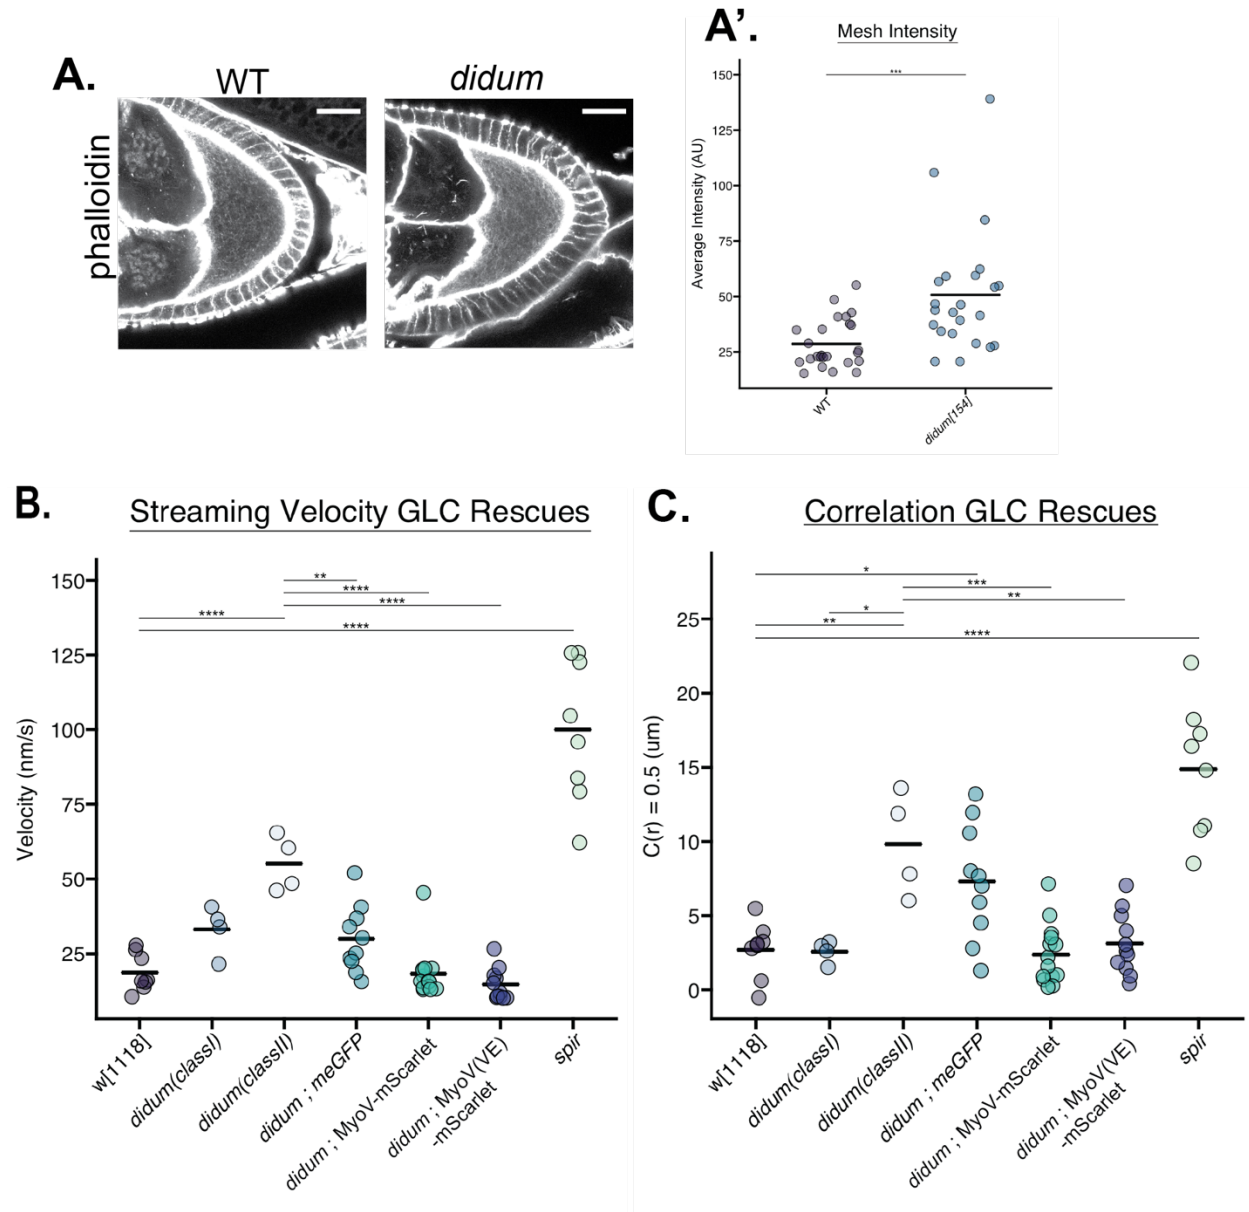 A.
WT
didum
phalloidin
A'.
Mesh Intensity
***
Average Intensity (AU)
150
125
100
75
50
25
WT
didum[154]
B.
Streaming Velocity GLC Rescues
**
****
****
****
****
Velocity (nm/s)
150
125
100
75
50
25
w[1118]
didum(classI)
didum(classII)
didum ; meGFP
didum ; MyoV-mScarlet
didum ; MyoV(VE)
-mScarlet
spir
C.
Correlation GLC Rescues
*
***
**
*
**
****
C(r) = 0.5 (um)
25
20
15
10
5
0
w[1118]
didum(classI)
didum(classII)
didum ; meGFP
didum ; MyoV-mScarlet
didum ; MyoV(VE)
-mScarlet
spir